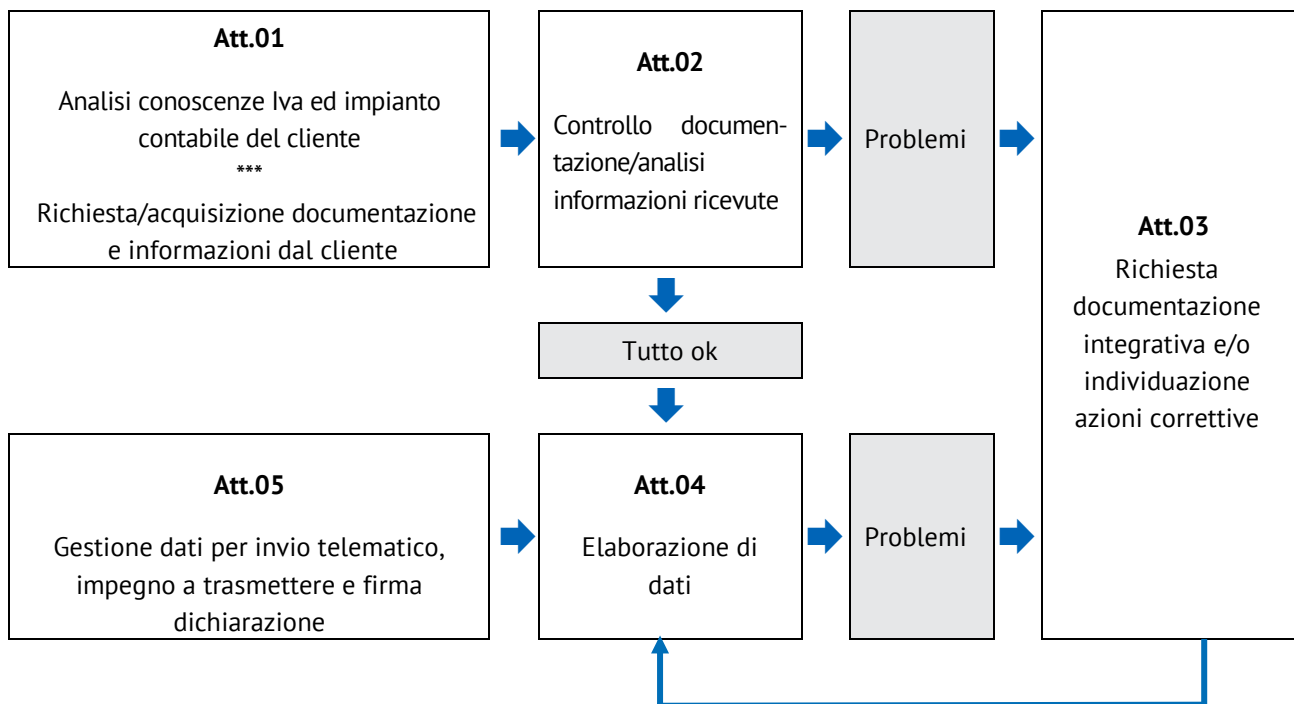 Att.01
Analisi conoscenze Iva ed impianto
contabile del cliente
***
Richiesta/acquisizione documentazione
e informazioni dal cliente
Att.02
Controllo documen-
tazione/analisi
informazioni ricevute
Problemi
Att.03
Richiesta
documentazione
integrativa e/o
individuazione
azioni correttive
Tutto ok
Att.05
Gestione dati per invio telematico,
impegno a trasmettere e firma
dichiarazione
Att.04
Elaborazione di
dati
Problemi